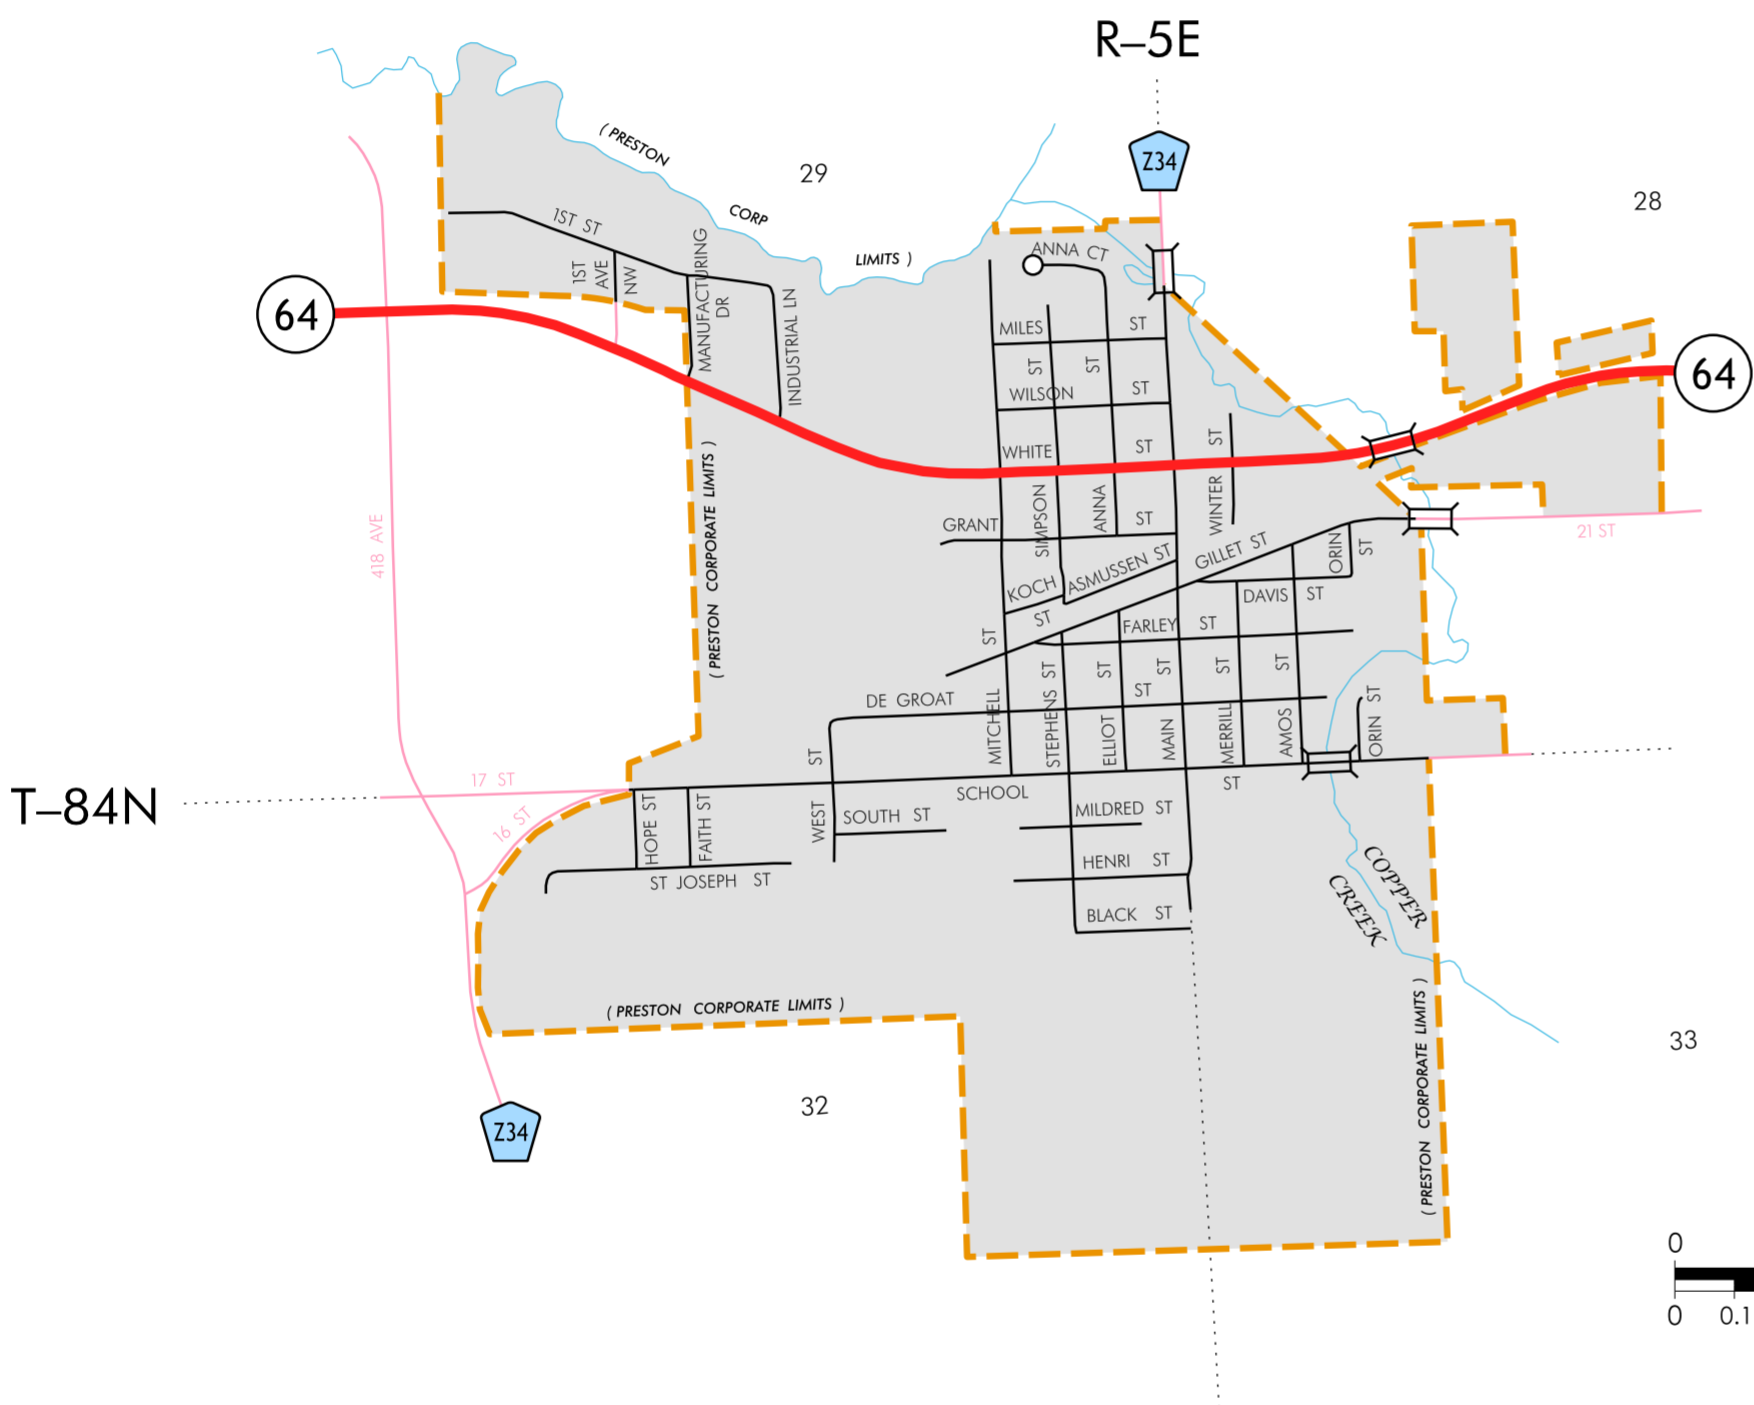 R–5E
Z34
( PRESTON CORP LIMITS )
29
28
1ST ST
1ST AVE NW
MANUFACTURING DR
INDUSTRIAL LN
ANNA CT
64
64
MILES ST
ST
ST
WILSON ST
WHITE ST
418 AVE
( PRESTON CORPORATE LIMITS )
GRANT ST
SIMPSON
ANNA
WINTER ST
21 ST
KOCH ST
ASMUSSEN ST
GILLET ST
ORIN ST
DAVIS ST
FARLEY ST
DE GROAT ST
MITCHELL ST
STEPHENS ST
ELLIOT ST
MAIN ST
MERRILL ST
AMOS ST
ORIN ST
T–84N
17 ST
16 ST
SCHOOL ST
HOPE ST
FAITH ST
WEST ST
SOUTH ST
MILDRED ST
HENRI ST
ST JOSEPH ST
BLACK ST
COPPER
CREEK
( PRESTON CORPORATE LIMITS )
( PRESTON CORPORATE LIMITS )
33
32
Z34
0
0 0.1